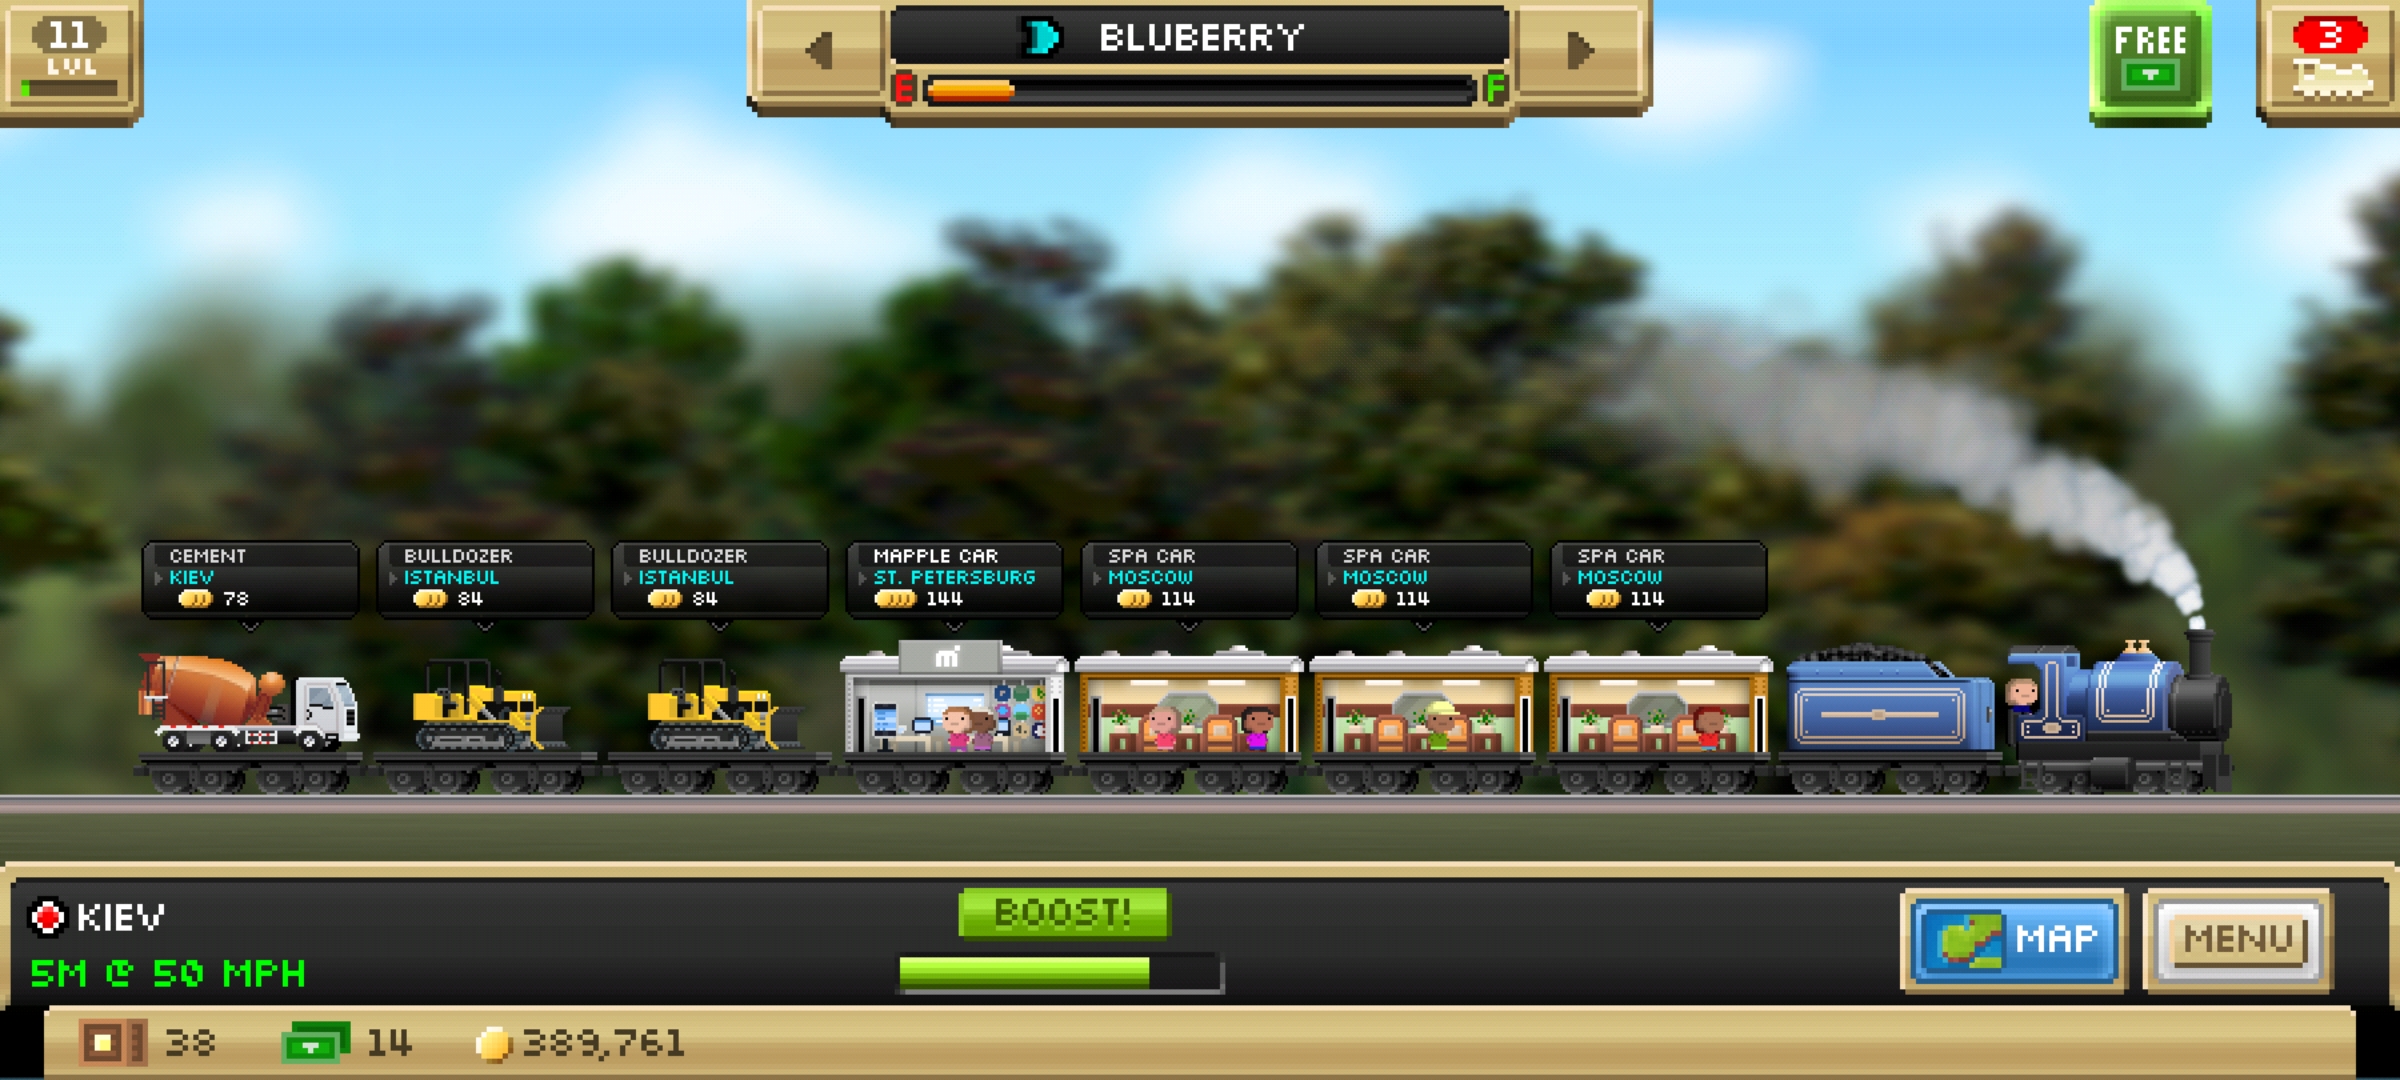 11
LVL
BLUBERRY
E
F
FREE
3
CEMENT
KIEV
78
BULLDOZER
ISTANBUL
84
BULLDOZER
ISTANBUL
84
MAPPLE CAR
ST. PETERSBURG
144
SPA CAR
MOSCOW
114
SPA CAR
MOSCOW
114
SPA CAR
MOSCOW
114
m
KIEV
5M @ 50 MPH
BOOST!
MAP
MENU
38
14
389,761